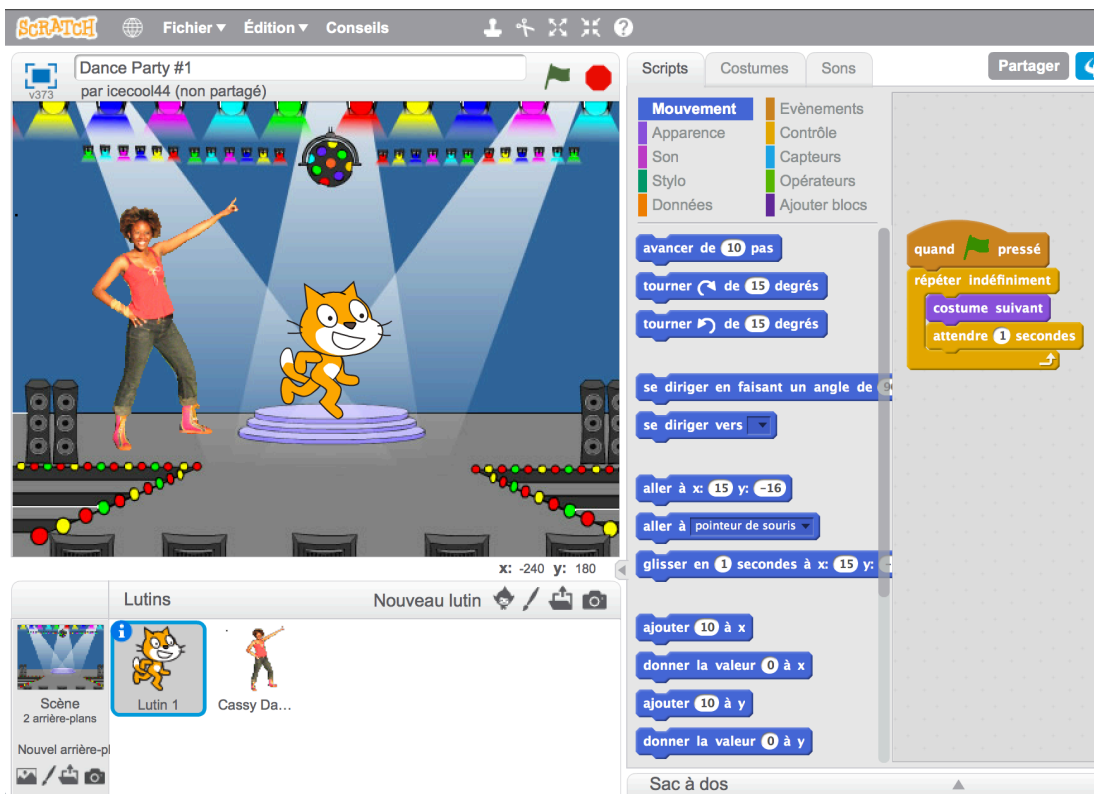 SCRATCH Fichier Édition Conseils
Dance Party #1
par icecool44 (non partagé)
v373
x: -240 y: 180
Lutins Nouveau lutin
Scène
2 arrière-plans
Nouvel arrière-pl
Lutin 1
Cassy Da...
Scripts Costumes Sons
Partager
Mouvement Evènements
Apparence Contrôle
Son Capteurs
Stylo Opérateurs
Données Ajouter blocs
avancer de 10 pas
tourner de 15 degrés
tourner de 15 degrés
se diriger en faisant un angle de 9
se diriger vers
aller à x: 15 y: -16
aller à pointeur de souris
glisser en 1 secondes à x: 15 y: -
ajouter 10 à x
donner la valeur 0 à x
ajouter 10 à y
donner la valeur 0 à y
quand pressé
répéter indéfiniment
costume suivant
attendre 1 secondes
Sac à dos